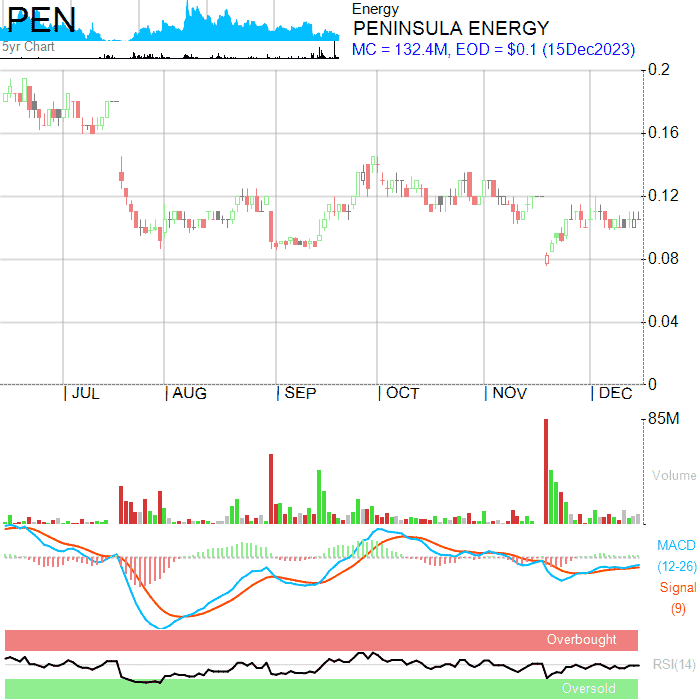 PEN
5yr Chart
Energy
PENINSULA ENERGY
MC = 132.4M, EOD = $0.1 (15Dec2023)
0.2
0.16
0.12
0.08
0.04
0
| JUL | AUG | SEP | OCT | NOV | DEC
85M
Volume
MACD
(12-26)
Signal
(9)
Overbought
RSI(14)
Oversold